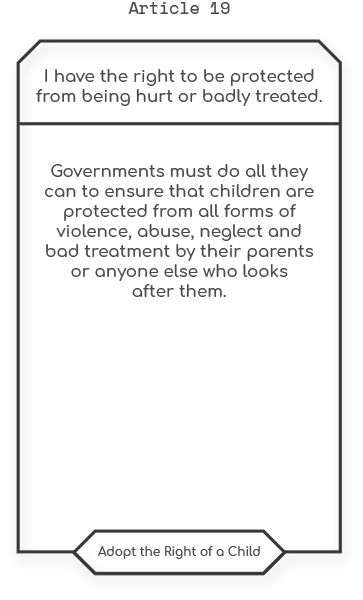 Article 19
I have the right to be protected
from being hurt or badly treated.
Governments must do all they
can to ensure that children are
protected from all forms of
violence, abuse, neglect and
bad treatment by their parents
or anyone else who looks
after them.
Adopt the Right of a Child